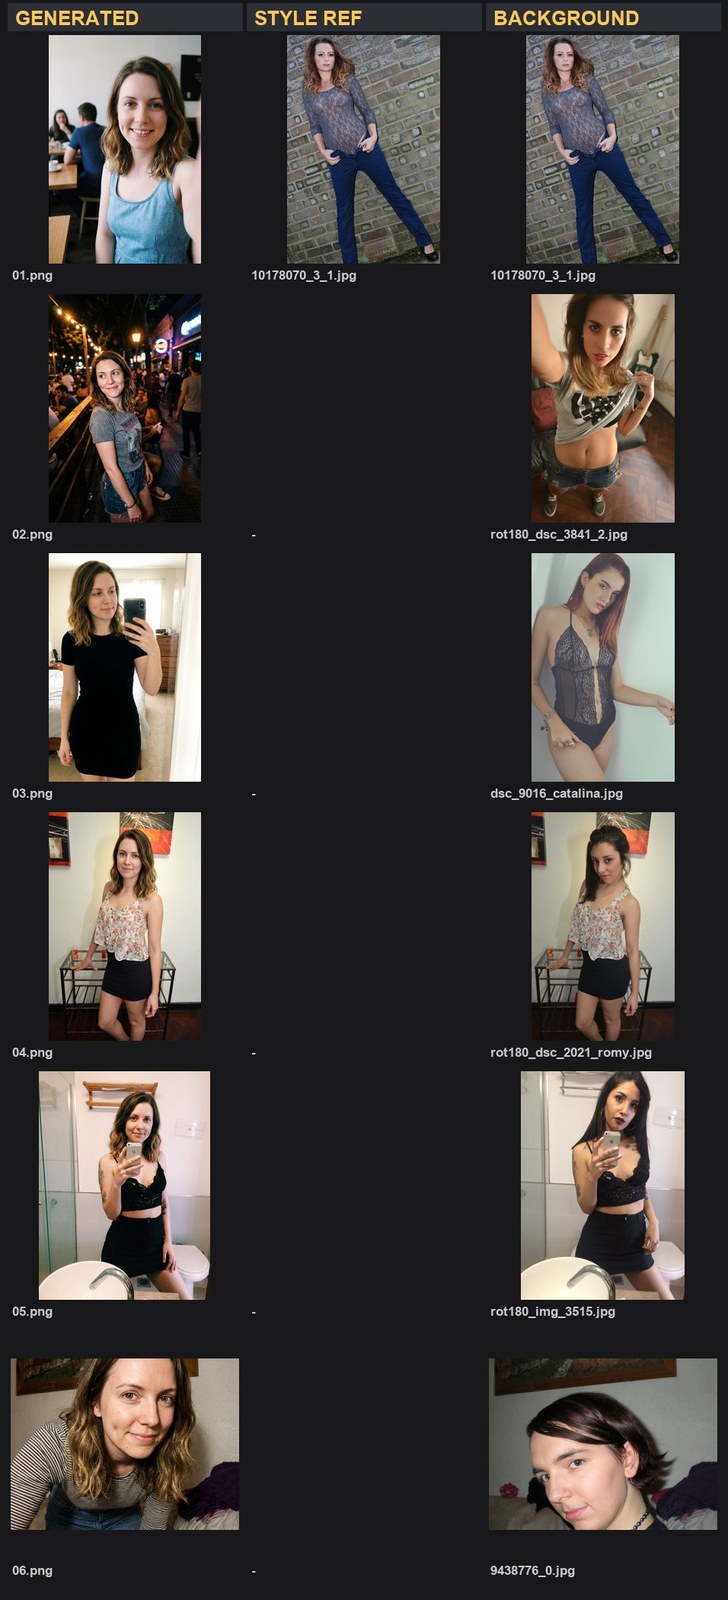 GENERATED STYLE REF BACKGROUND
01.png 10178070_3_1.jpg 10178070_3_1.jpg
02.png - rot180_dsc_3841_2.jpg
03.png - dsc_9016_catalina.jpg
04.png - rot180_dsc_2021_romy.jpg
05.png - rot180_img_3515.jpg
06.png - 9438776_0.jpg